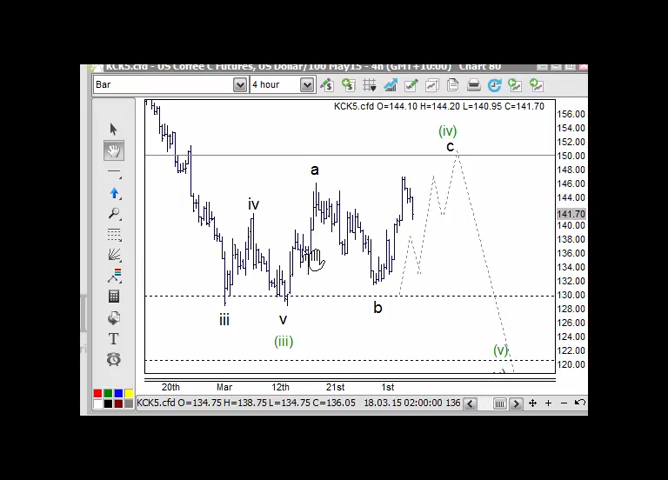 KCK5.cfd - US Coffee C Futures, US Dollar/100 May15 - 4h (GMT+10:00) Chart 80
Bar
4 hour
KCK5.cfd O=144.10 H=144.20 L=140.95 C=141.70
(iv)
c
a
iv
b
iii
v
(iii)
(v)
156.00
154.00
152.00
150.00
148.00
146.00
144.00
141.70
140.00
138.00
136.00
134.00
132.00
130.00
128.00
126.00
124.00
122.00
120.00
T
20th
Mar
12th
21st
1st
KCK5.cfd O=134.75 H=138.75 L=134.75 C=136.05
18.03.15 02:00:00 136